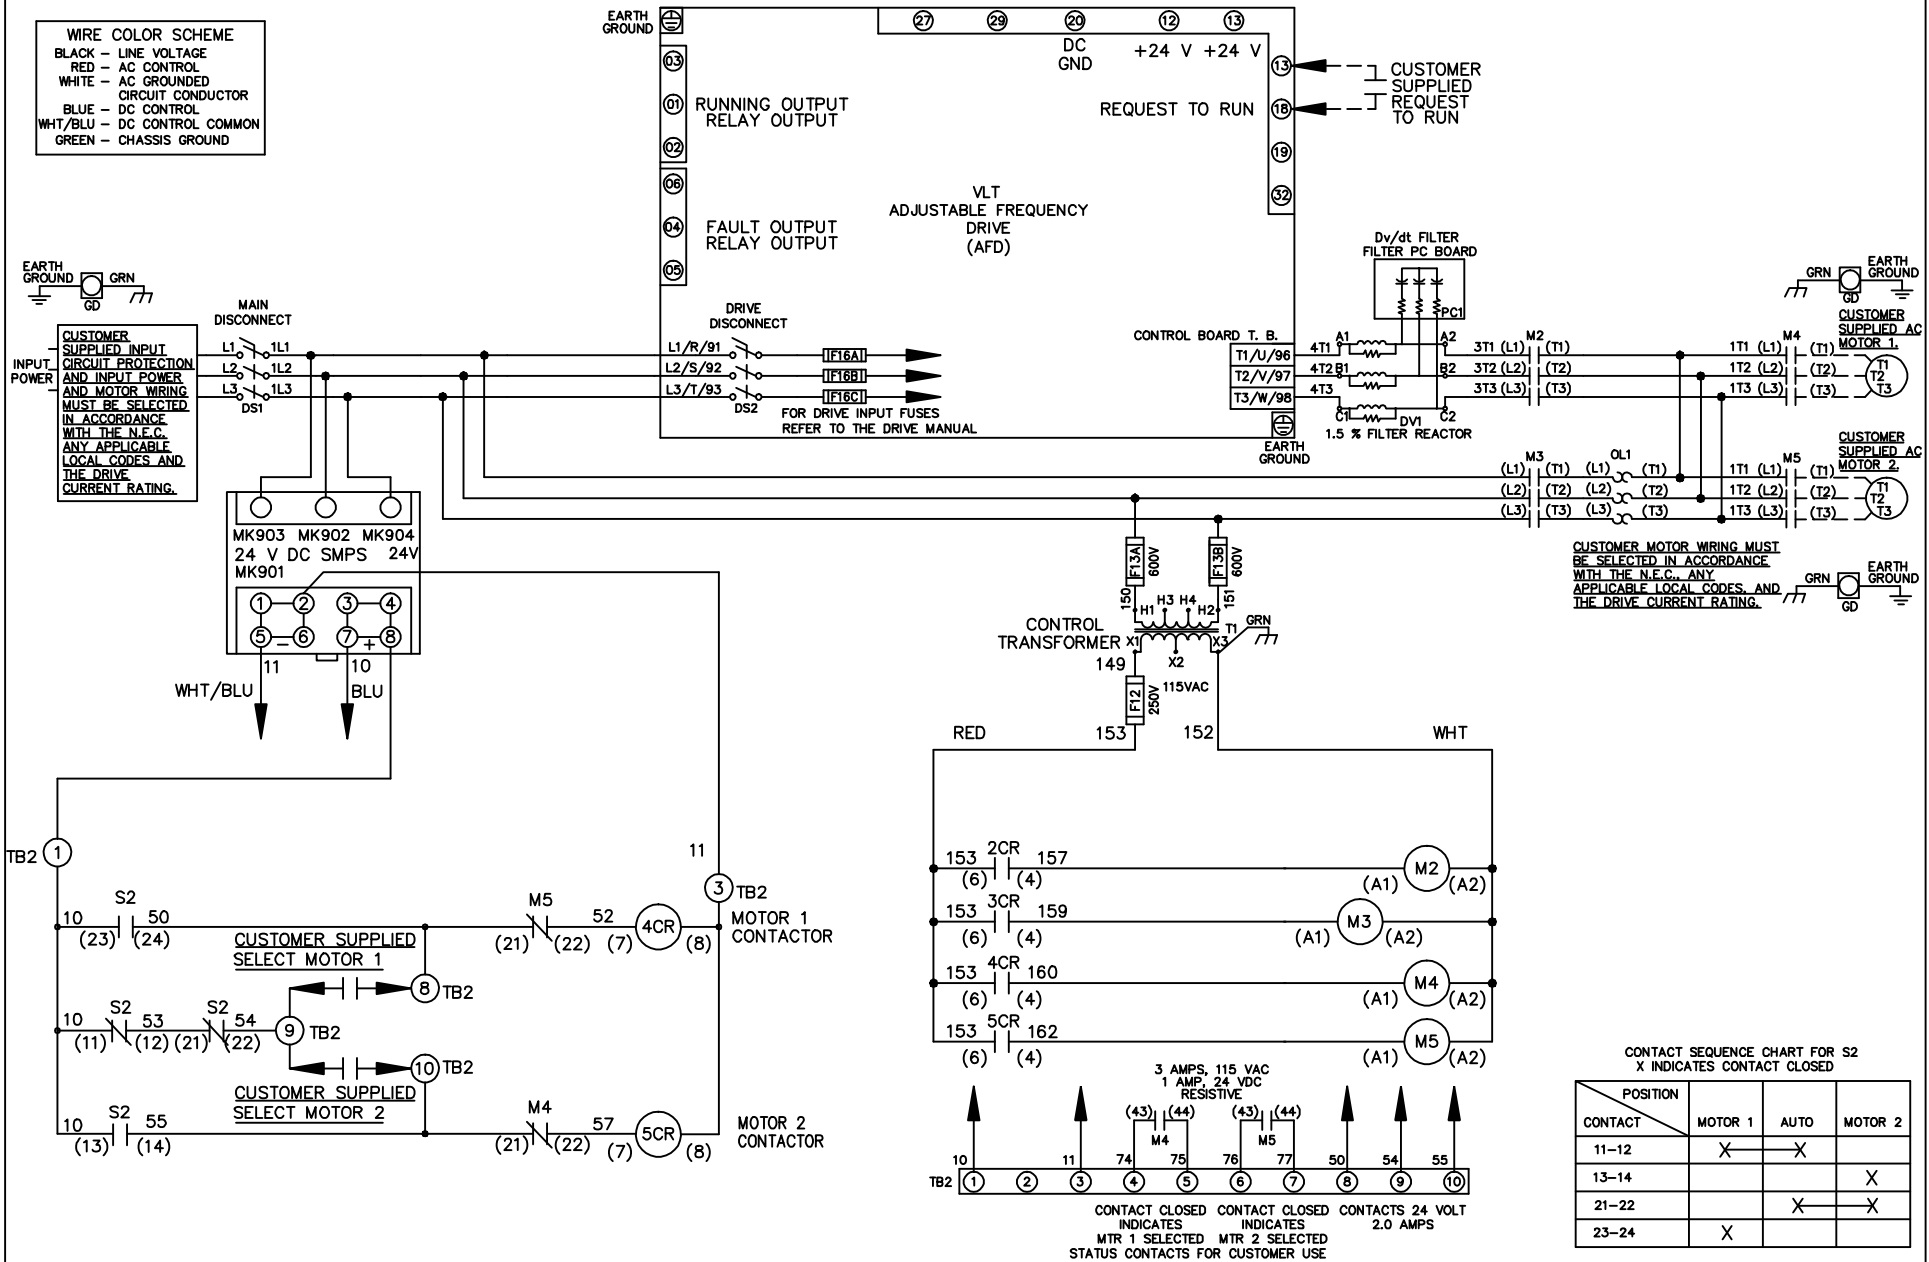 WIRE COLOR SCHEME
BLACK – LINE VOLTAGE
RED – AC CONTROL
WHITE – AC GROUNDED
CIRCUIT CONDUCTOR
BLUE – DC CONTROL
WHT/BLU – DC CONTROL COMMON
GREEN – CHASSIS GROUND
EARTH
GROUND
27 29 20 12 13
DC
GND
+24 V +24 V
03
01
02
RUNNING OUTPUT
RELAY OUTPUT
06
04
05
FAULT OUTPUT
RELAY OUTPUT
REQUEST TO RUN
13
18
19
32
CUSTOMER
SUPPLIED
REQUEST
TO RUN
VLT
ADJUSTABLE FREQUENCY
DRIVE
(AFD)
Dv/dt FILTER
FILTER PC BOARD
PC1
EARTH
GROUND
GRN
GD
INPUT
POWER
CUSTOMER
SUPPLIED INPUT
CIRCUIT PROTECTION
AND INPUT POWER
AND MOTOR WIRING
MUST BE SELECTED
IN ACCORDANCE
WITH THE N.E.C.
ANY APPLICABLE
LOCAL CODES AND
THE DRIVE
CURRENT RATING.
MAIN
DISCONNECT
L1 1L1
L2 1L2
L3 1L3
DS1
DRIVE
DISCONNECT
L1/R/91
L2/S/92
L3/T/93
DS2
F16A
F16B
F16C
FOR DRIVE INPUT FUSES
REFER TO THE DRIVE MANUAL
CONTROL BOARD T. B.
T1/U/96
T2/V/97
T3/W/98
EARTH
GROUND
4T1 A1 A2
4T2 B1 B2
4T3 C1 C2
DV1
1.5 % FILTER REACTOR
M2
3T1 (L1) (T1)
3T2 (L2) (T2)
3T3 (L3) (T3)
M4
1T1 (L1) (T1)
1T2 (L2) (T2)
1T3 (L3) (T3)
GRN
GD
EARTH
GROUND
CUSTOMER
SUPPLIED AC
MOTOR 1.
T1
T2
T3
M3
(L1) (T1)
(L2) (T2)
(L3) (T3)
OL1
(L1) (T1)
(L2) (T2)
(L3) (T3)
M5
1T1 (L1) (T1)
1T2 (L2) (T2)
1T3 (L3) (T3)
CUSTOMER
SUPPLIED AC
MOTOR 2.
T1
T2
T3
CUSTOMER MOTOR WIRING MUST
BE SELECTED IN ACCORDANCE
WITH THE N.E.C., ANY
APPLICABLE LOCAL CODES, AND
THE DRIVE CURRENT RATING.
GRN
GD
EARTH
GROUND
MK903 MK902 MK904
24 V DC SMPS 24V
MK901
1 2 3 4
5 – 6 7 + 8
11 10
WHT/BLU BLU
F13A 600V
F13B 600V
150 151
H1 H3 H4 H2
CONTROL
TRANSFORMER
T1
X1 X2 X3
GRN
149
115VAC
F12 250V
153 152
RED WHT
TB2 1
11
3 TB2
S2
10 50
(23) (24)
M5
(21) (22)
52
(7) 4CR (8)
MOTOR 1
CONTACTOR
CUSTOMER SUPPLIED
SELECT MOTOR 1
8 TB2
S2 S2
10 53 54
(11) (12) (21) (22)
9 TB2
10 TB2
CUSTOMER SUPPLIED
SELECT MOTOR 2
S2
10 55
(13) (14)
M4
(21) (22)
57
(7) 5CR (8)
MOTOR 2
CONTACTOR
2CR
153 157
(6) (4)
(A1) M2 (A2)
3CR
153 159
(6) (4)
(A1) M3 (A2)
4CR
153 160
(6) (4)
(A1) M4 (A2)
5CR
153 162
(6) (4)
(A1) M5 (A2)
3 AMPS, 115 VAC
1 AMP, 24 VDC
RESISTIVE
(43) (44) (43) (44)
M4 M5
10 11 74 75 76 77 50 54 55
TB2 1 2 3 4 5 6 7 8 9 10
CONTACT CLOSED
INDICATES
MTR 1 SELECTED
CONTACT CLOSED
INDICATES
MTR 2 SELECTED
CONTACTS 24 VOLT
2.0 AMPS
STATUS CONTACTS FOR CUSTOMER USE
CONTACT SEQUENCE CHART FOR S2
X INDICATES CONTACT CLOSED
POSITION
CONTACT MOTOR 1 AUTO MOTOR 2
11–12 X X
13–14 X
21–22 X X
23–24 X